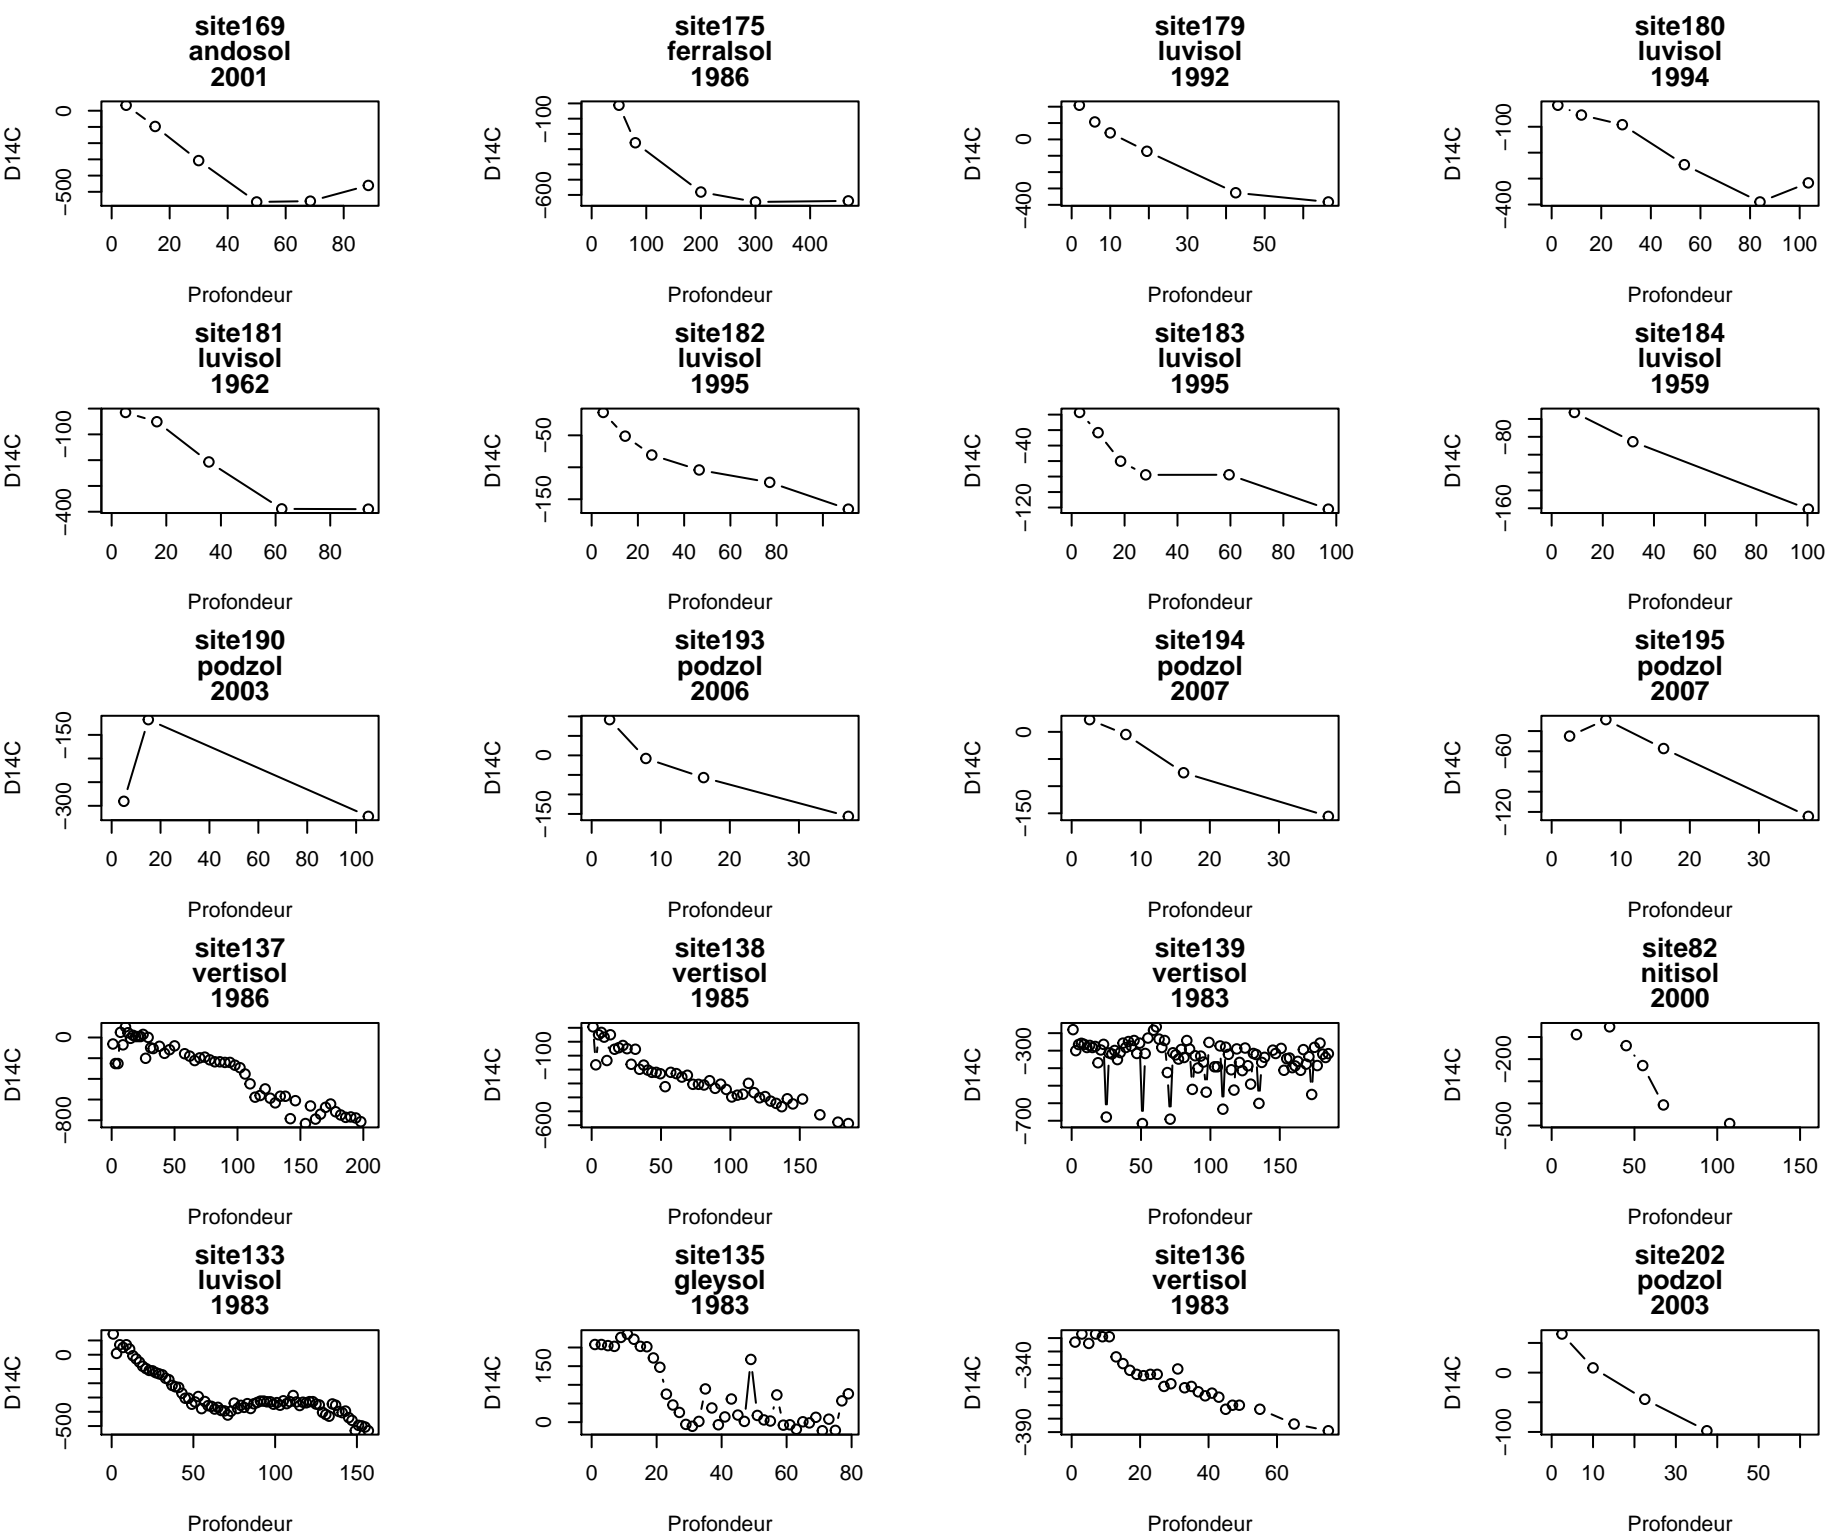 site169
andosol
2001
D14C
0
−500
0 20 40 60 80
Profondeur
site175
ferralsol
1986
D14C
−100
−600
0 100 200 300 400
Profondeur
site179
luvisol
1992
D14C
0
−400
0 10 30 50
Profondeur
site180
luvisol
1994
D14C
−100
−400
0 20 40 60 80 100
Profondeur
site181
luvisol
1962
D14C
−100
−400
0 20 40 60 80
Profondeur
site182
luvisol
1995
D14C
−50
−150
0 20 40 60 80
Profondeur
site183
luvisol
1995
D14C
−40
−120
0 20 40 60 80 100
Profondeur
site184
luvisol
1959
D14C
−80
−160
0 20 40 60 80 100
Profondeur
site190
podzol
2003
D14C
−150
−300
0 20 40 60 80 100
Profondeur
site193
podzol
2006
D14C
0
−150
0 10 20 30
Profondeur
site194
podzol
2007
D14C
0
−150
0 10 20 30
Profondeur
site195
podzol
2007
D14C
−60
−120
0 10 20 30
Profondeur
site137
vertisol
1986
D14C
0
−800
0 50 100 150 200
Profondeur
site138
vertisol
1985
D14C
−100
−600
0 50 100 150
Profondeur
site139
vertisol
1983
D14C
−300
−700
0 50 100 150
Profondeur
site82
nitisol
2000
D14C
−200
−500
0 50 100 150
Profondeur
site133
luvisol
1983
D14C
0
−500
0 50 100 150
Profondeur
site135
gleysol
1983
D14C
150
0
0 20 40 60 80
Profondeur
site136
vertisol
1983
D14C
−340
−390
0 20 40 60
Profondeur
site202
podzol
2003
D14C
0
−100
0 10 30 50
Profondeur